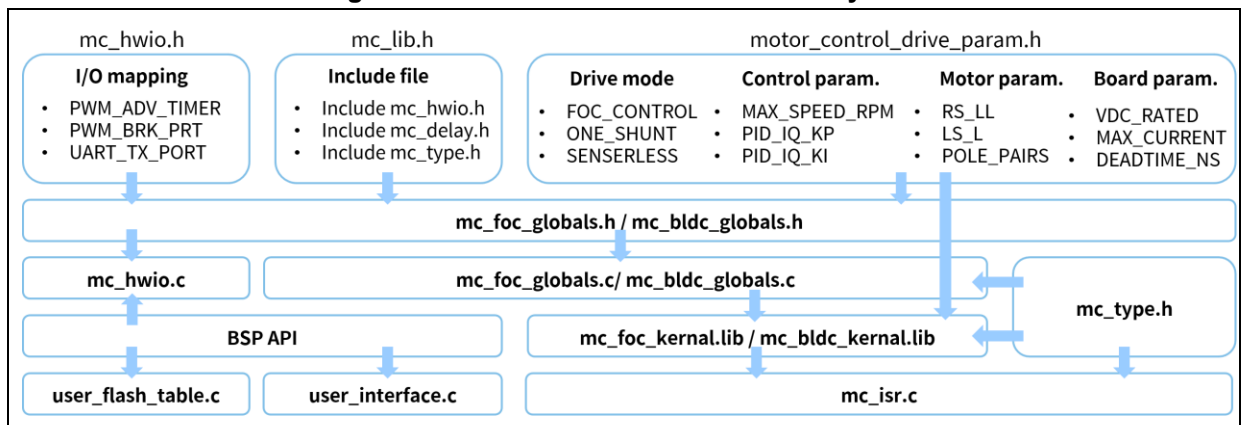 mc_hwio.h
mc_lib.h
motor_control_drive_param.h
I/O mapping
• PWM_ADV_TIMER
• PWM_BRK_PRT
• UART_TX_PORT
Include file
• Include mc_hwio.h
• Include mc_delay.h
• Include mc_type.h
Drive mode
• FOC_CONTROL
• ONE_SHUNT
• SENSERLESS
Control param.
• MAX_SPEED_RPM
• PID_IQ_KP
• PID_IQ_KI
Motor param.
• RS_LL
• LS_L
• POLE_PAIRS
Board param.
• VDC_RATED
• MAX_CURRENT
• DEADTIME_NS
mc_foc_globals.h / mc_bldc_globals.h
mc_hwio.c
mc_foc_globals.c/ mc_bldc_globals.c
mc_type.h
BSP API
mc_foc_kernal.lib / mc_bldc_kernal.lib
user_flash_table.c
user_interface.c
mc_isr.c